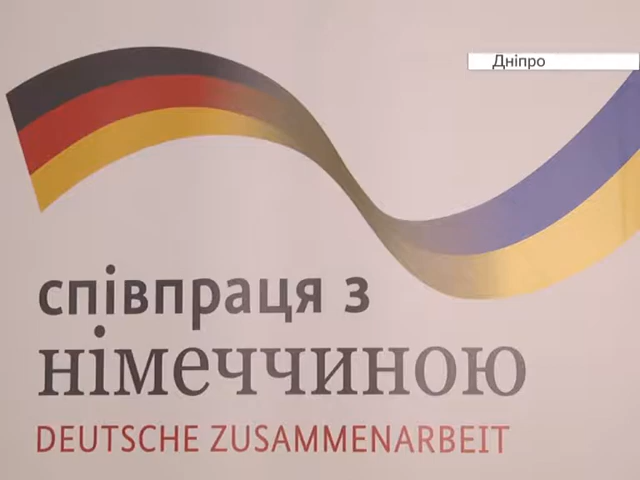 Дніпро
співпраця з
німеччиною
DEUTSCHE ZUSAMMENARBEIT